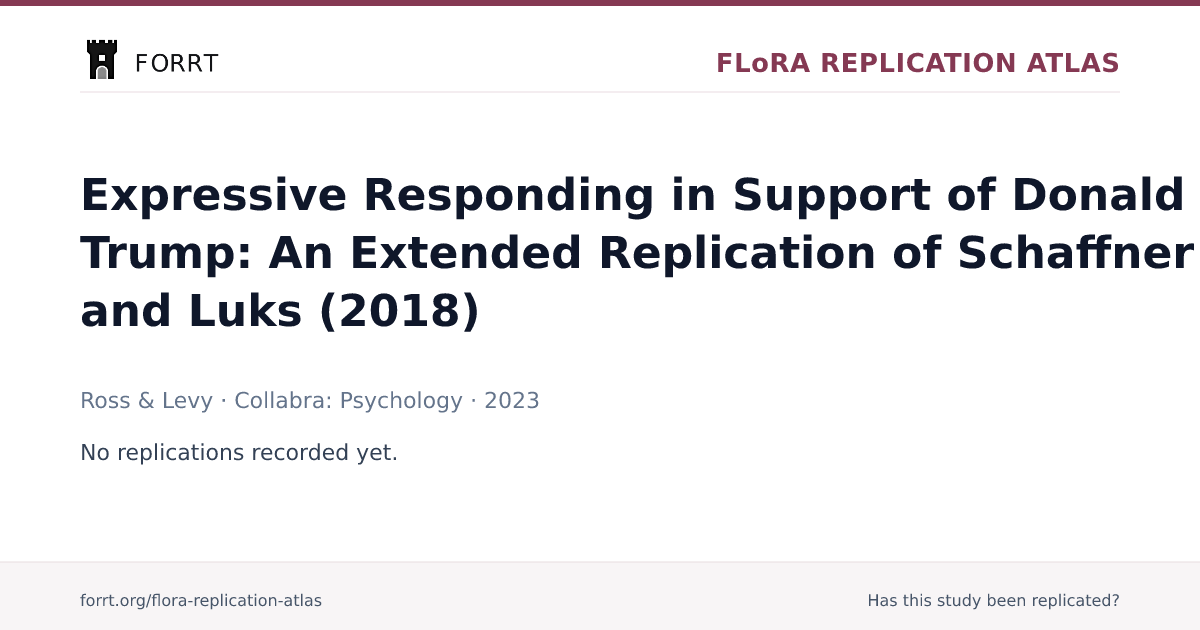 FORRT
FLoRA REPLICATION ATLAS
Expressive Responding in Support of Donald
Trump: An Extended Replication of Schaffner
and Luks (2018)
Ross & Levy · Collabra: Psychology · 2023
No replications recorded yet.
forrt.org/flora-replication-atlas
Has this study been replicated?